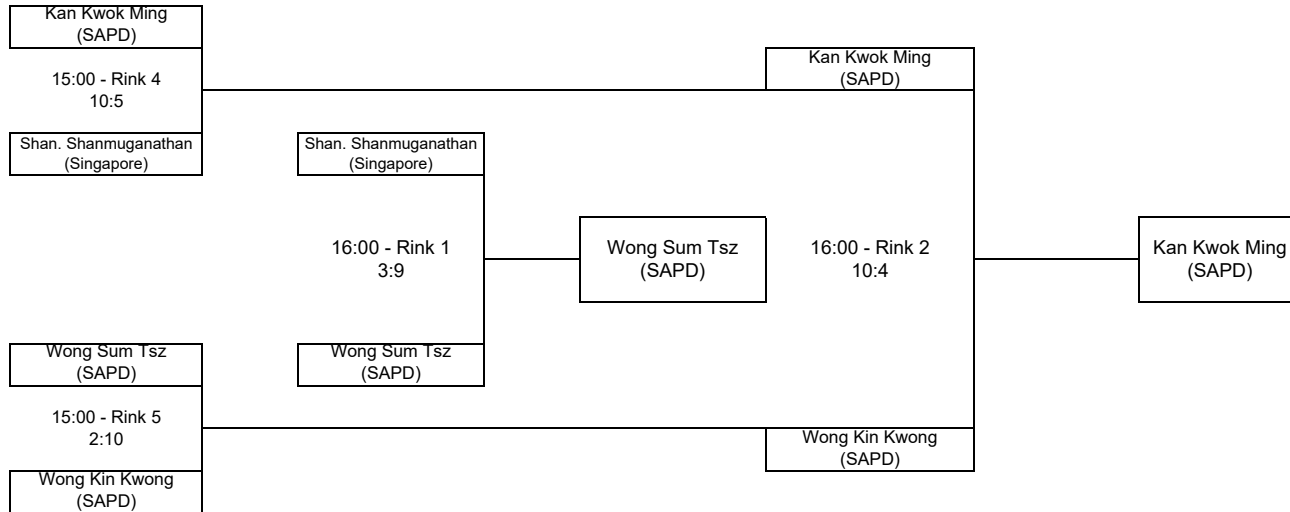 Kan Kwok Ming
(SAPD)
15:00 - Rink 4
10:5
Shan. Shanmuganathan
(Singapore)
Wong Sum Tsz
(SAPD)
15:00 - Rink 5
2:10
Wong Kin Kwong
(SAPD)
Shan. Shanmuganathan
(Singapore)
16:00 - Rink 1
3:9
Wong Sum Tsz
(SAPD)
Wong Sum Tsz
(SAPD)
Kan Kwok Ming
(SAPD)
16:00 - Rink 2
10:4
Wong Kin Kwong
(SAPD)
Kan Kwok Ming
(SAPD)